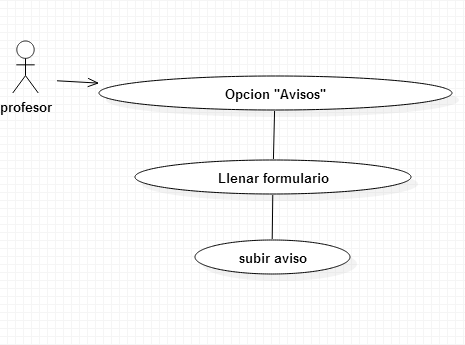 profesor
Opcion "Avisos"
Llenar formulario
subir aviso